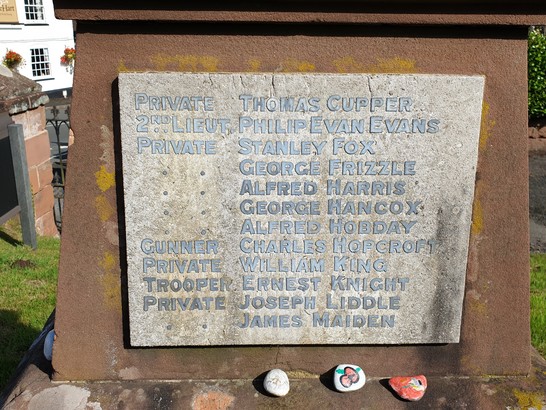 PRIVATE THOMAS CUPPER
2ND LIEUT. PHILIP EVAN EVANS
PRIVATE STANLEY FOX
" " GEORGE FRIZZLE
" " ALFRED HARRIS
" " GEORGE HANCOX
" " ALFRED HOBDAY
GUNNER CHARLES HOPCROFT
PRIVATE WILLIAM KING
TROOPER ERNEST KNIGHT
PRIVATE JOSEPH LIDDLE
" " JAMES MAIDEN